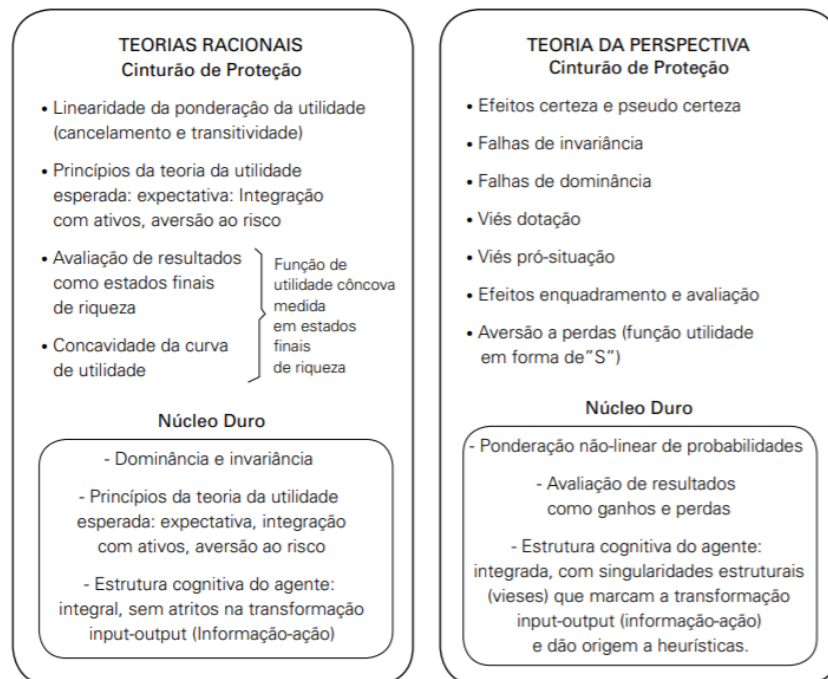 TEORIAS RACIONAIS
Cinturão de Proteção
• Linearidade da ponderação da utilidade
(cancelamento e transitividade)
• Princípios da teoria da utilidade
esperada: expectativa: Integração
com ativos, aversão ao risco
• Avaliação de resultados
como estados finais
de riqueza
• Concavidade da curva
de utilidade
Função de
utilidade côncova
medida
em estados
finais
de riqueza
Núcleo Duro
- Dominância e invariância
- Princípios da teoria da utilidade
esperada: expectativa, integração
com ativos, aversão ao risco
- Estrutura cognitiva do agente:
integral, sem atritos na transformação
input-output (Informação-ação)
TEORIA DA PERSPECTIVA
Cinturão de Proteção
• Efeitos certeza e pseudo certeza
• Falhas de invariância
• Falhas de dominância
• Viés dotação
• Viés pró-situação
• Efeitos enquadramento e avaliação
• Aversão a perdas (função utilidade
em forma de”S”)
Núcleo Duro
- Ponderação não-linear de probabilidades
- Avaliação de resultados
como ganhos e perdas
- Estrutura cognitiva do agente:
integrada, com singularidades estruturais
(vieses) que marcam a transformação
input-output (informação-ação)
e dão origem a heurísticas.